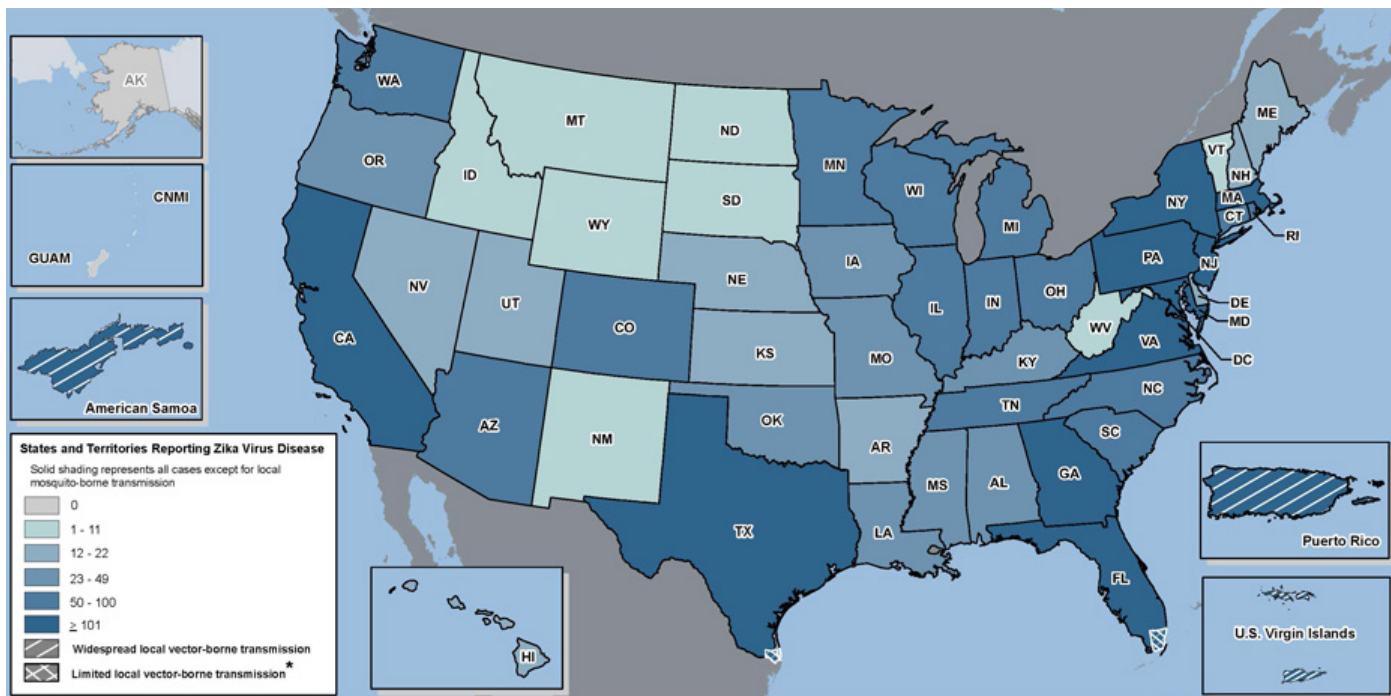 AK
CNMI
GUAM
American Samoa
States and Territories Reporting Zika Virus Disease
Solid shading represents all cases except for local
mosquito-borne transmission
0
1 - 11
12 - 22
23 - 49
50 - 100
≥ 101
Widespread local vector-borne transmission
Limited local vector-borne transmission*
WA
MT
ND
MN
ME
VT
NH
OR
ID
SD
WI
NY
MA
CT
RI
WY
MI
IA
PA
NJ
NE
NV
UT
OH
IL
IN
DE
MD
WV
CA
CO
VA
DC
KS
MO
KY
NC
TN
AZ
NM
OK
AR
SC
MS
AL
GA
TX
LA
FL
HI
Puerto Rico
U.S. Virgin Islands